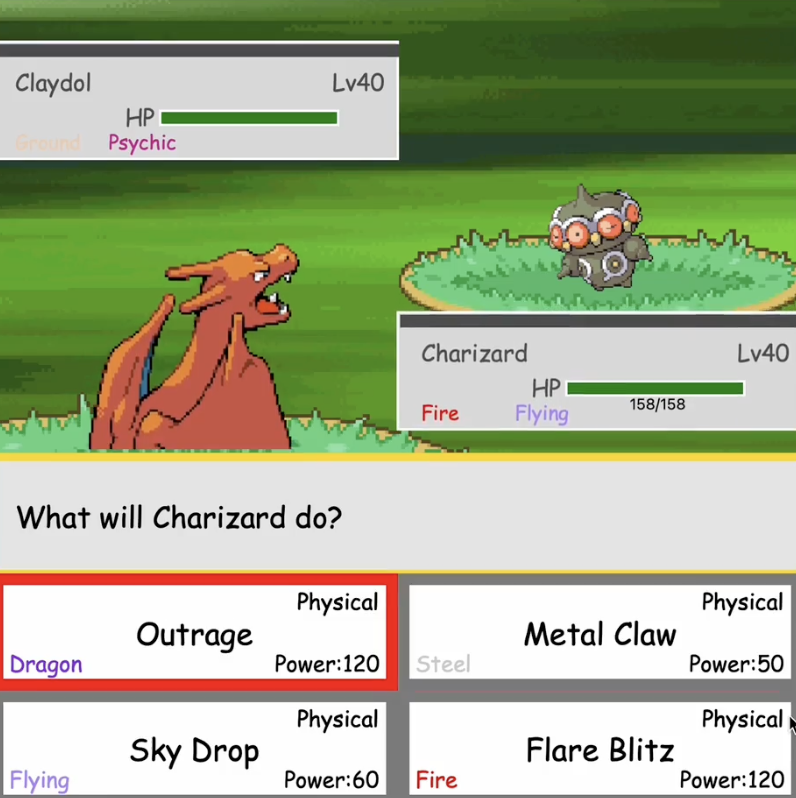 Claydol Lv40
HP
Ground Psychic
Charizard Lv40
HP
158/158
Fire Flying
What will Charizard do?
Physical
Outrage
Dragon Power:120
Physical
Metal Claw
Steel Power:50
Physical
Sky Drop
Flying Power:60
Physical
Flare Blitz
Fire Power:120